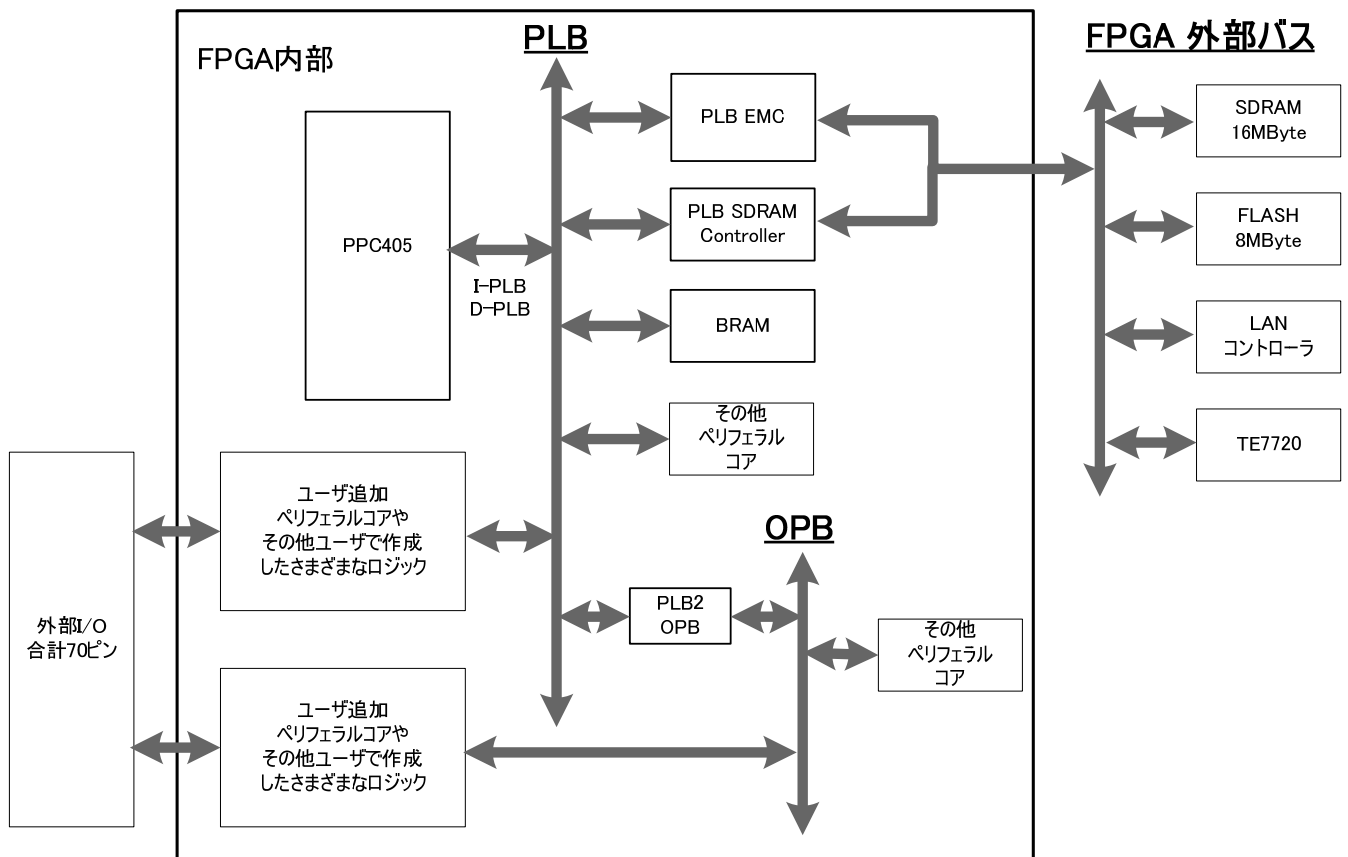 FPGA内部
PLB
FPGA 外部バス
PPC405
I-PLB
D-PLB
PLB EMC
PLB SDRAM
Controller
BRAM
その他
ペリフェラル
コア
SDRAM
16MByte
FLASH
8MByte
LAN
コントローラ
TE7720
外部I/O
合計70ピン
ユーザ追加
ペリフェラルコアや
その他ユーザで作成
したさまざまなロジック
OPB
PLB2
OPB
その他
ペリフェラル
コア
ユーザ追加
ペリフェラルコアや
その他ユーザで作成
したさまざまなロジック